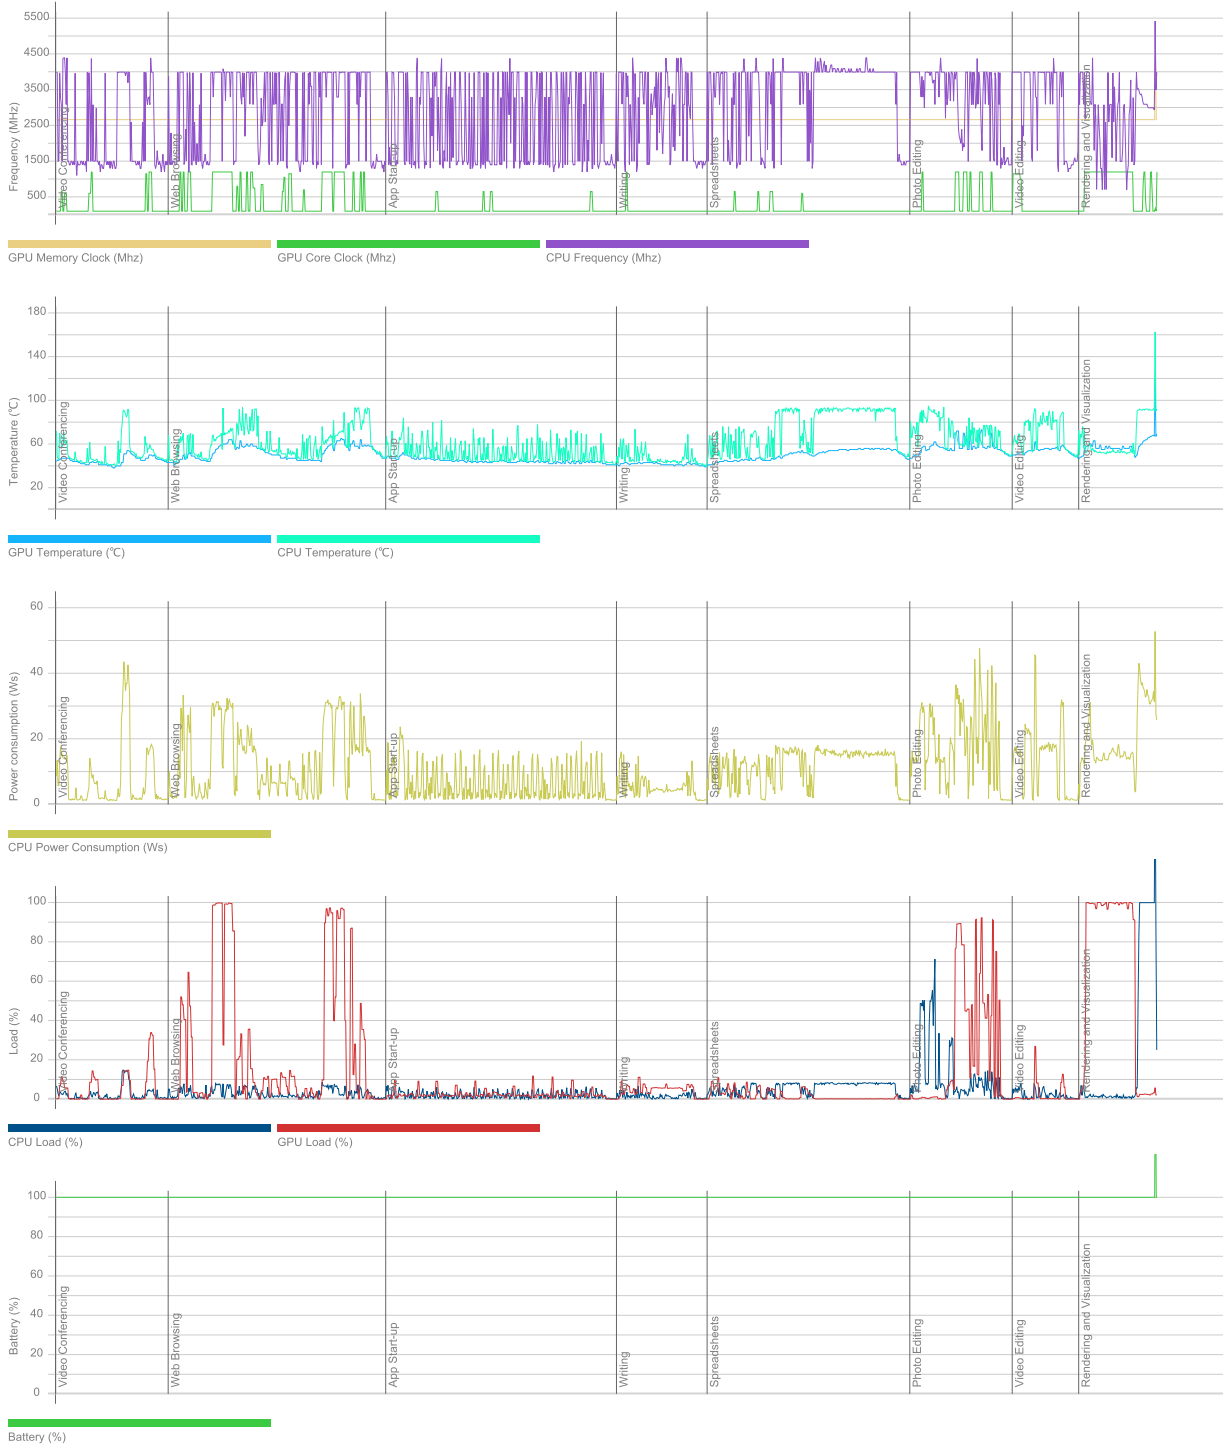 5500
4500
3500
2500
1500
500
Frequency (MHz)
Video Conferencing
Web Browsing
App Start-up
Writing
Spreadsheets
Photo Editing
Video Editing
Rendering and Visualization
GPU Memory Clock (Mhz)
GPU Core Clock (Mhz)
CPU Frequency (Mhz)
180
140
100
60
20
Temperature (℃)
Video Conferencing
Web Browsing
App Start-up
Writing
Spreadsheets
Photo Editing
Video Editing
Rendering and Visualization
GPU Temperature (℃)
CPU Temperature (℃)
60
40
20
0
Power consumption (Ws)
Video Conferencing
Web Browsing
App Start-up
Writing
Spreadsheets
Photo Editing
Video Editing
Rendering and Visualization
CPU Power Consumption (Ws)
100
80
60
40
20
0
Load (%)
Video Conferencing
Web Browsing
App Start-up
Writing
Spreadsheets
Photo Editing
Video Editing
Rendering and Visualization
CPU Load (%)
GPU Load (%)
100
80
60
40
20
0
Battery (%)
Video Conferencing
Web Browsing
App Start-up
Writing
Spreadsheets
Photo Editing
Video Editing
Rendering and Visualization
Battery (%)